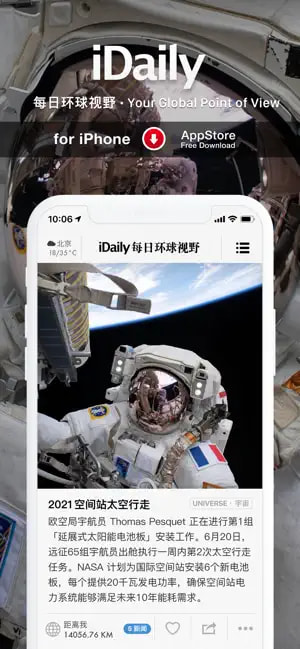 iDaily
每日环球视野 · Your Global Point of View
for iPhone
AppStore
Free Download
10:06
北京
18/35°C
iDaily 每日环球视野
2021 空间站太空行走
UNIVERSE · 宇宙
欧空局宇航员 Thomas Pesquet 正在进行第1组
「延展式太阳能电池板」安装工作。6月20日，
远征65组宇航员出舱执行一周内第2次太空行走
任务。NASA 计划为国际空间站安装6个新电池
板，每个提供20千瓦发电功率，确保空间站电
力系统能够满足未来10年能耗需求。
距离我
14056.76 KM
5 新闻